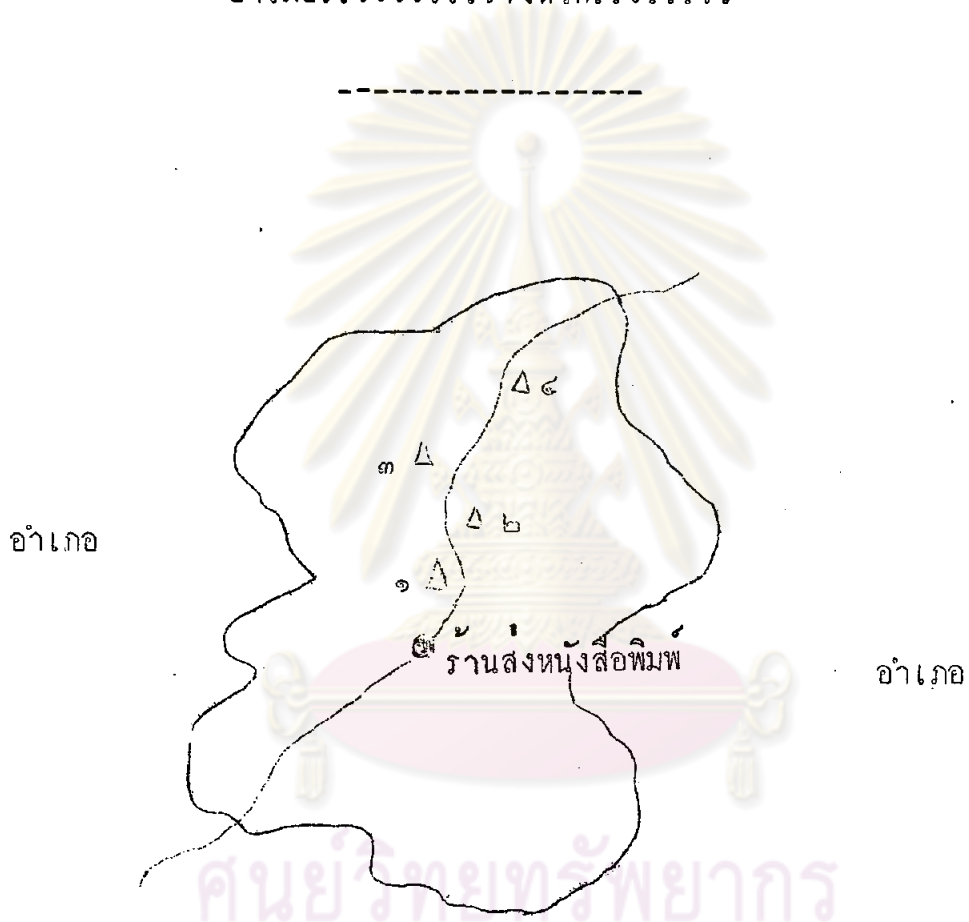 ๔
๓
๒
อำเภอ
๑
ร้านส่งหนังสือพิมพ์
อำเภอ
ศูนย์วิทยทรัพยากร